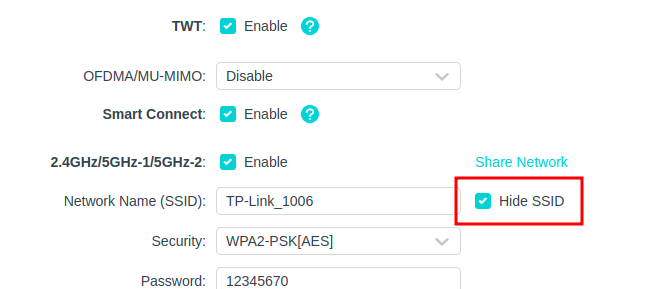 TWT: Enable ?
OFDMA/MU-MIMO: Disable
Smart Connect: Enable ?
2.4GHz/5GHz-1/5GHz-2: Enable Share Network
Network Name (SSID): TP-Link_1006 Hide SSID
Security: WPA2-PSK[AES]
Password: 12345670